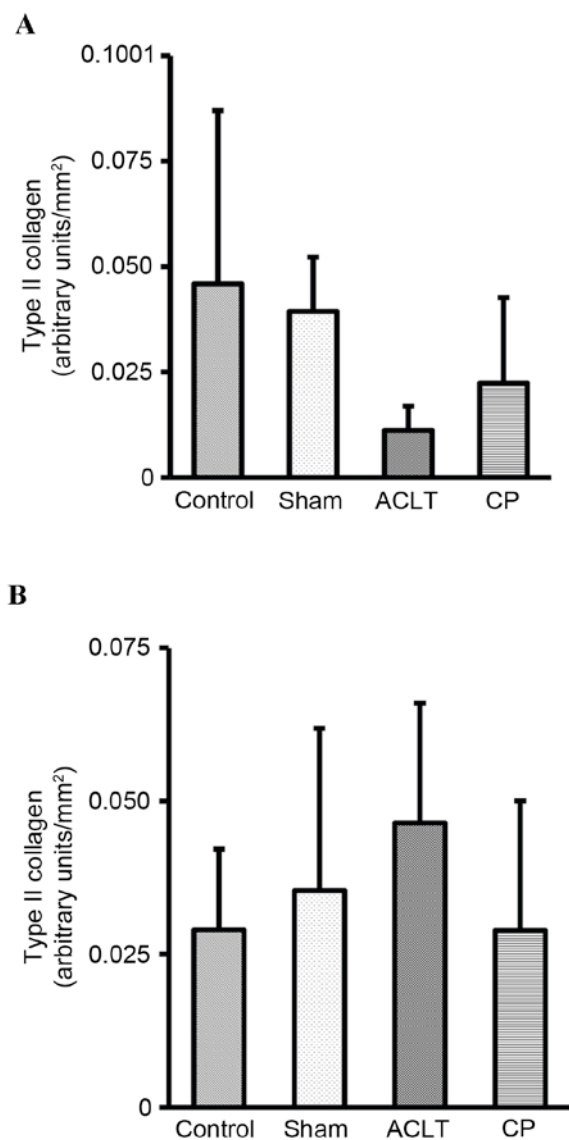 A
0.1001
0.075
0.050
0.025
0
Type II collagen
(arbitrary units/mm²)
Control Sham ACLT CP
B
0.075
0.050
0.025
0
Type II collagen
(arbitrary units/mm²)
Control Sham ACLT CP